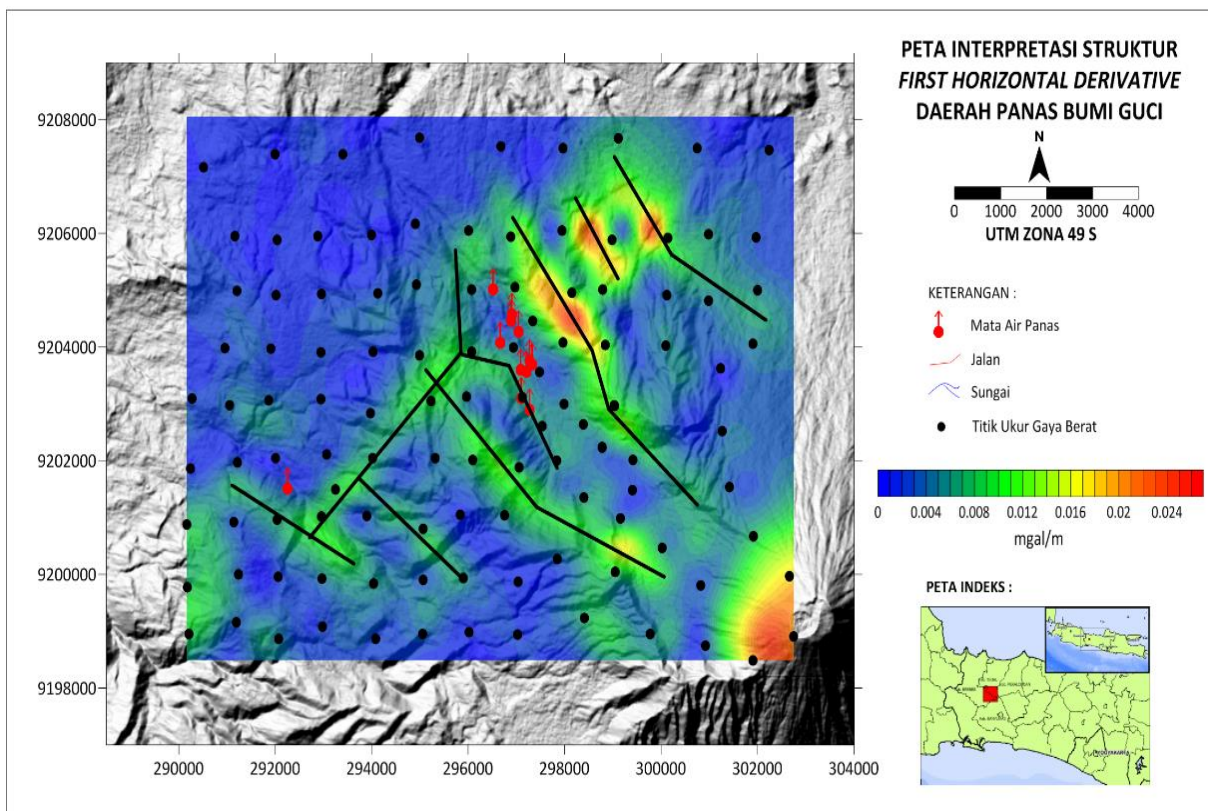 PETA INTERPRETASI STRUKTUR
FIRST HORIZONTAL DERIVATIVE
DAERAH PANAS BUMI GUCI
N
0 1000 2000 3000 4000
UTM ZONA 49 S
KETERANGAN :
Mata Air Panas
Jalan
Sungai
Titik Ukur Gaya Berat
0 0.004 0.008 0.012 0.016 0.02 0.024
mgal/m
PETA INDEKS :
9208000
9206000
9204000
9202000
9200000
9198000
290000 292000 294000 296000 298000 300000 302000 304000